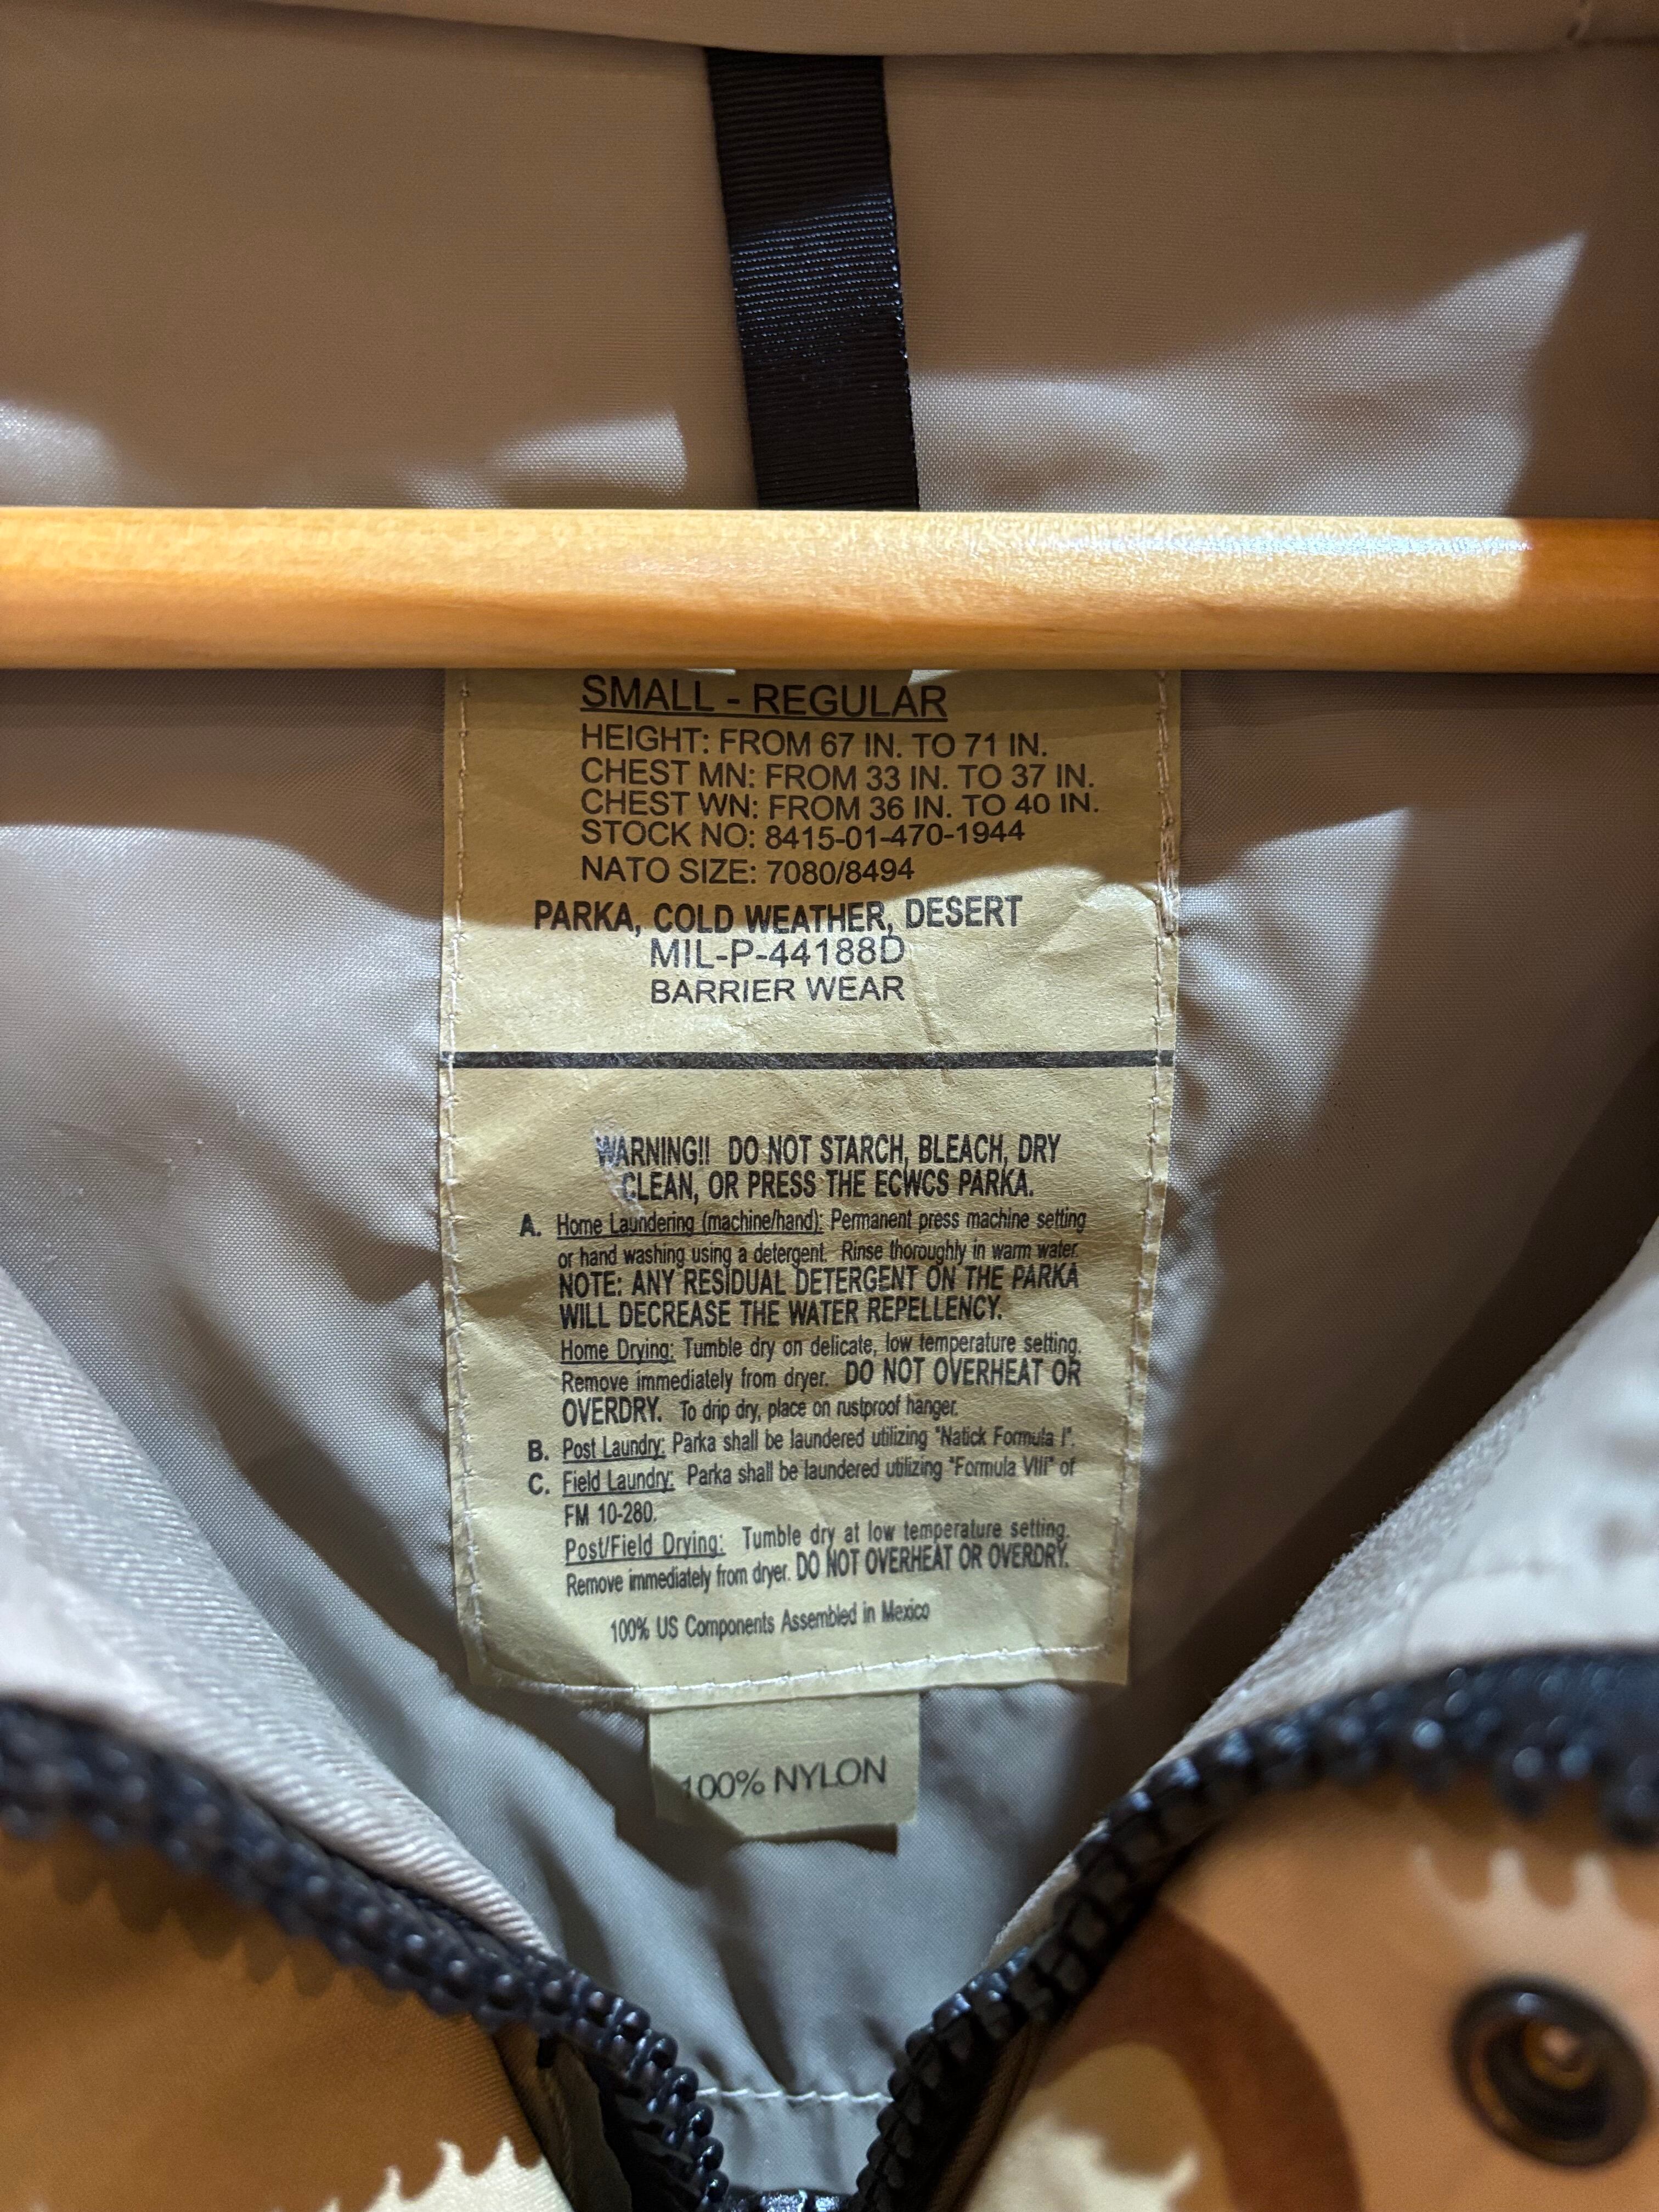 SMALL - REGULAR
HEIGHT: FROM 67 IN. TO 71 IN.
CHEST MN: FROM 33 IN. TO 37 IN.
CHEST WN: FROM 36 IN. TO 40 IN.
STOCK NO: 8415-01-470-1944
NATO SIZE: 7080/8494
PARKA, COLD WEATHER, DESERT
MIL-P-44188D
BARRIER WEAR
WARNING!! DO NOT STARCH, BLEACH, DRY
CLEAN, OR PRESS THE ECWCS PARKA.
A. Home Laundering (machine/hand): Permanent press machine setting
or hand washing using a detergent. Rinse thoroughly in warm water.
NOTE: ANY RESIDUAL DETERGENT ON THE PARKA
WILL DECREASE THE WATER REPELLENCY.
Home Drying: Tumble dry on delicate, low temperature setting.
Remove immediately from dryer. DO NOT OVERHEAT OR
OVERDRY. To drip dry, place on rustproof hanger.
B. Post Laundry: Parka shall be laundered utilizing "Natick Formula I".
C. Field Laundry: Parka shall be laundered utilizing "Formula VIII" of
FM 10-280.
Post/Field Drying: Tumble dry at low temperature setting.
Remove immediately from dryer. DO NOT OVERHEAT OR OVERDRY.
100% US Components Assembled in Mexico
100% NYLON